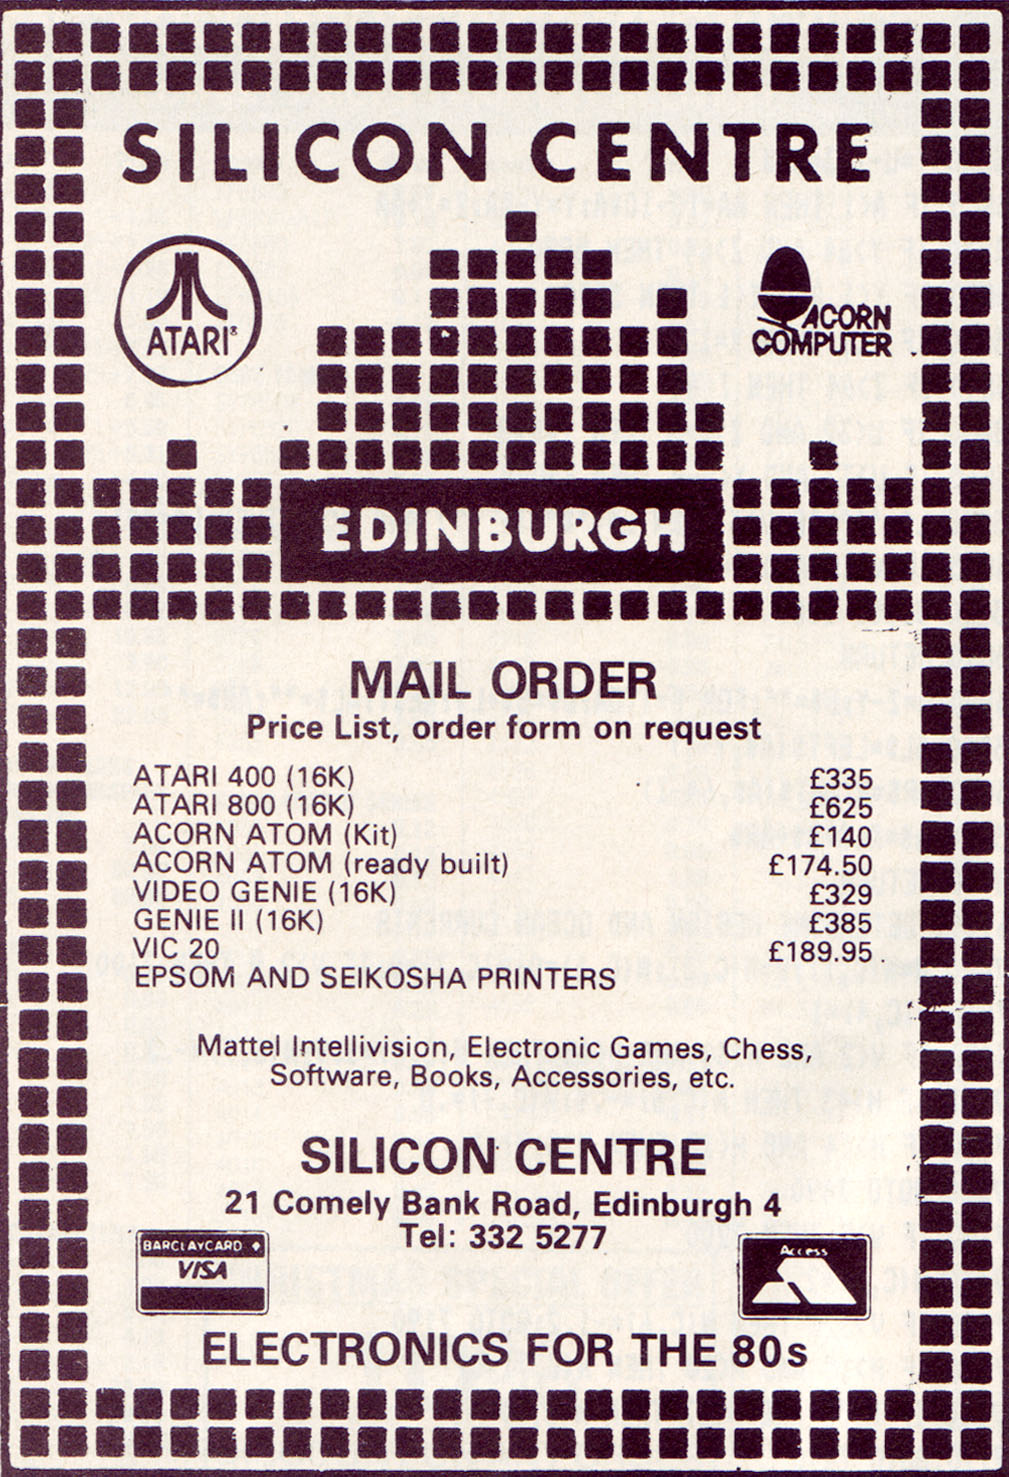 SILICON CENTRE
ATARI®
ACORN
COMPUTER
EDINBURGH
MAIL ORDER
Price List, order form on request
ATARI 400 (16K) £335
ATARI 800 (16K) £625
ACORN ATOM (Kit) £140
ACORN ATOM (ready built) £174.50
VIDEO GENIE (16K) £329
GENIE II (16K) £385
VIC 20 £189.95
EPSOM AND SEIKOSHA PRINTERS
Mattel Intellivision, Electronic Games, Chess,
Software, Books, Accessories, etc.
SILICON CENTRE
21 Comely Bank Road, Edinburgh 4
Tel: 332 5277
BARCLAYCARD
VISA
Access
ELECTRONICS FOR THE 80s